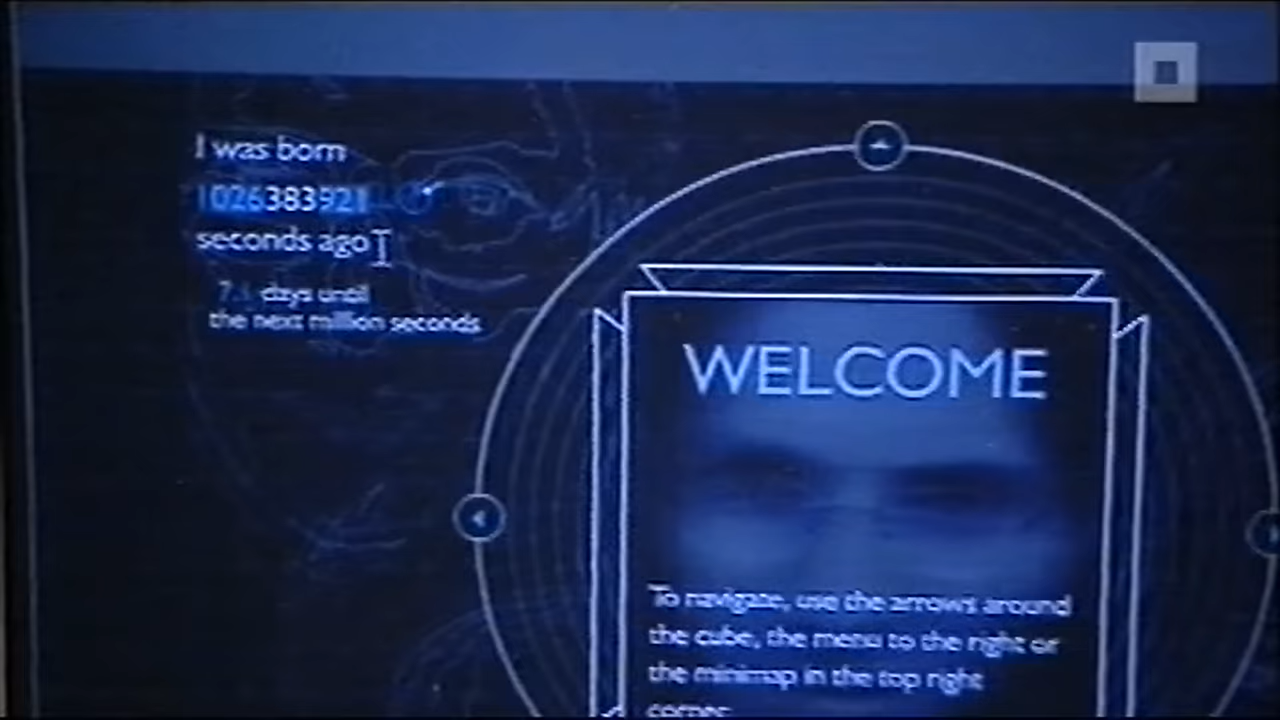 I was born
1026383921
seconds ago
days until
the next million seconds
WELCOME
To navigate, use the arrows around
the cube, the menu to the right or
the minimap in the top right
corner.